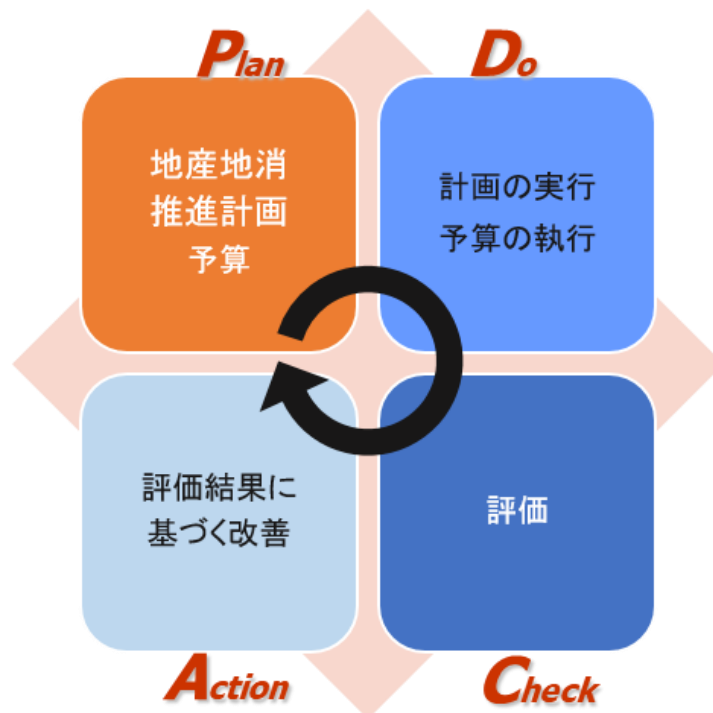 Plan
地産地消
推進計画
予算
Do
計画の実行
予算の執行
評価結果に
基づく改善
Action
評価
Check